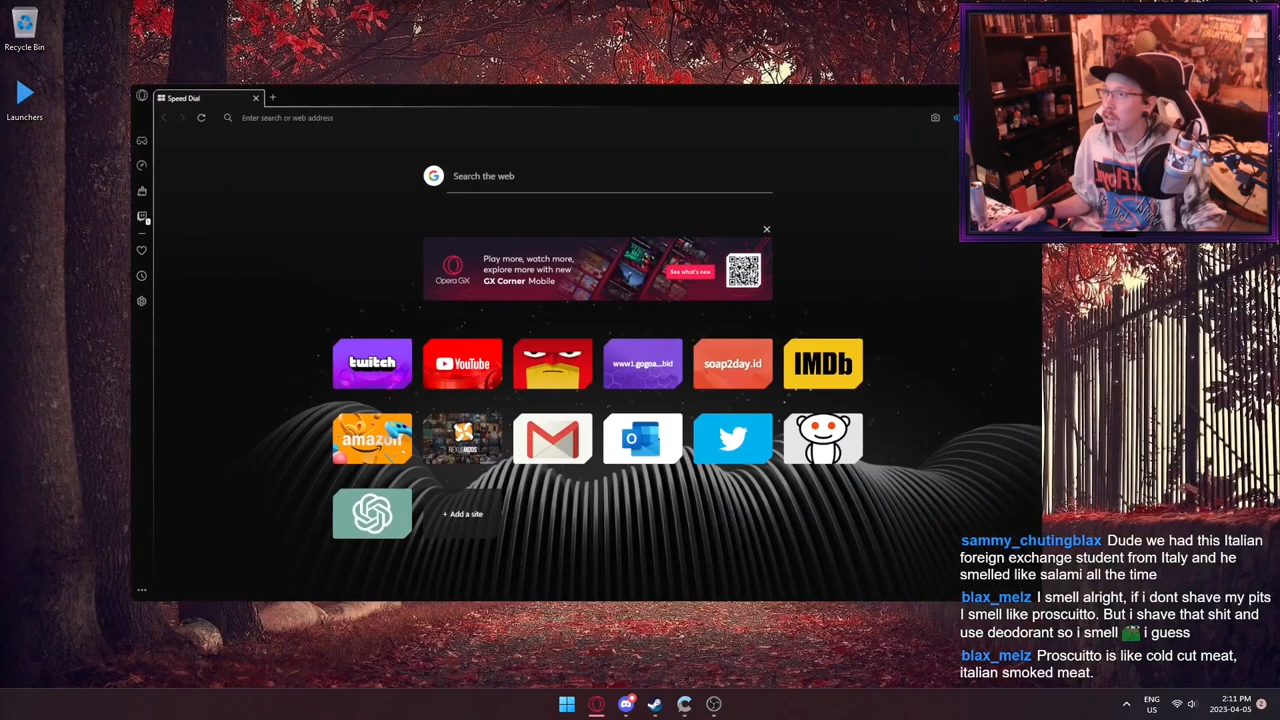 Recycle Bin
Launchers
Speed Dial
Enter search or web address
Search the web
Opera GX
Play more, watch more,
explore more with new
GX Corner Mobile
See what's new
twitch
YouTube
www1.gogoa...bid
soap2day.id
IMDb
amazon
NEXUSMODS
+ Add a site
sammy_chutingblax Dude we had this Italian
foreign exchange student from Italy and he
smelled like salami all the time
blax_melz I smell alright, if i dont shave my pits
I smell like proscuitto. But i shave that shit and
use deodorant so i smell i guess
blax_melz Proscuitto is like cold cut meat,
italian smoked meat.
ENG
US
2:11 PM
2023-04-05
2